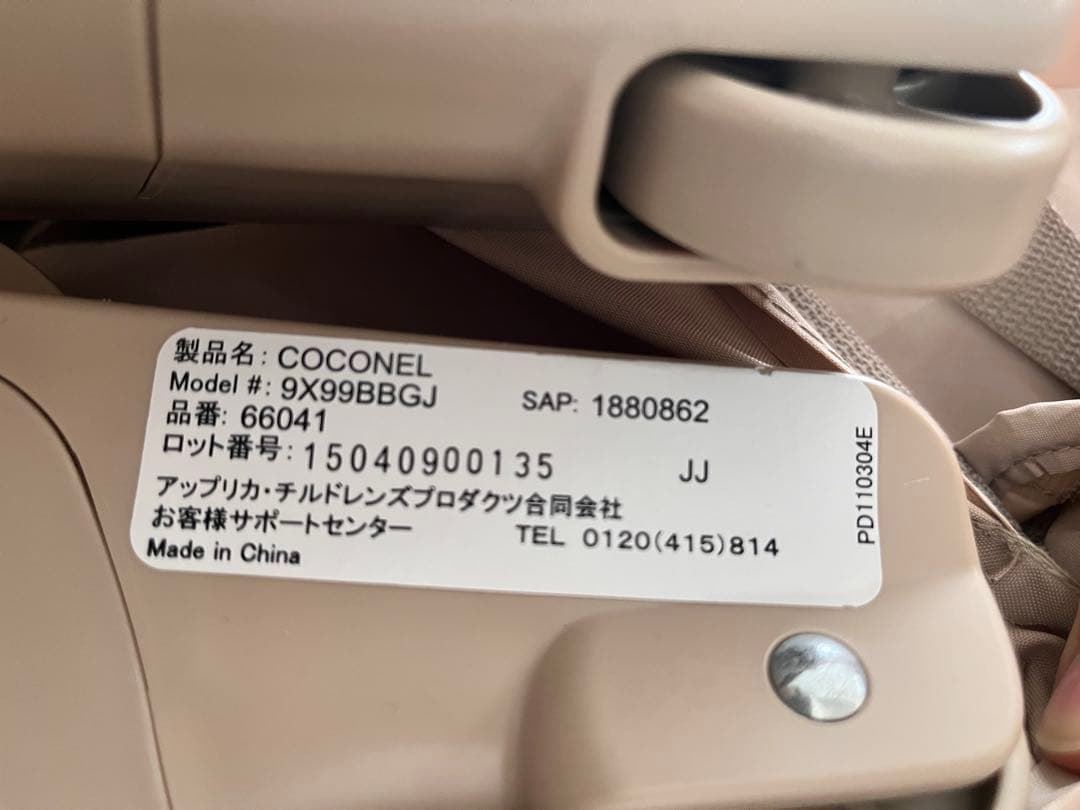 製品名: COCONEL
Model #: 9X99BBGJ SAP: 1880862
品番: 66041
ロット番号: 15040900135 JJ
アップリカ・チルドレンズプロダクツ合同会社
お客様サポートセンター TEL 0120(415)814
Made in China
PD110304E